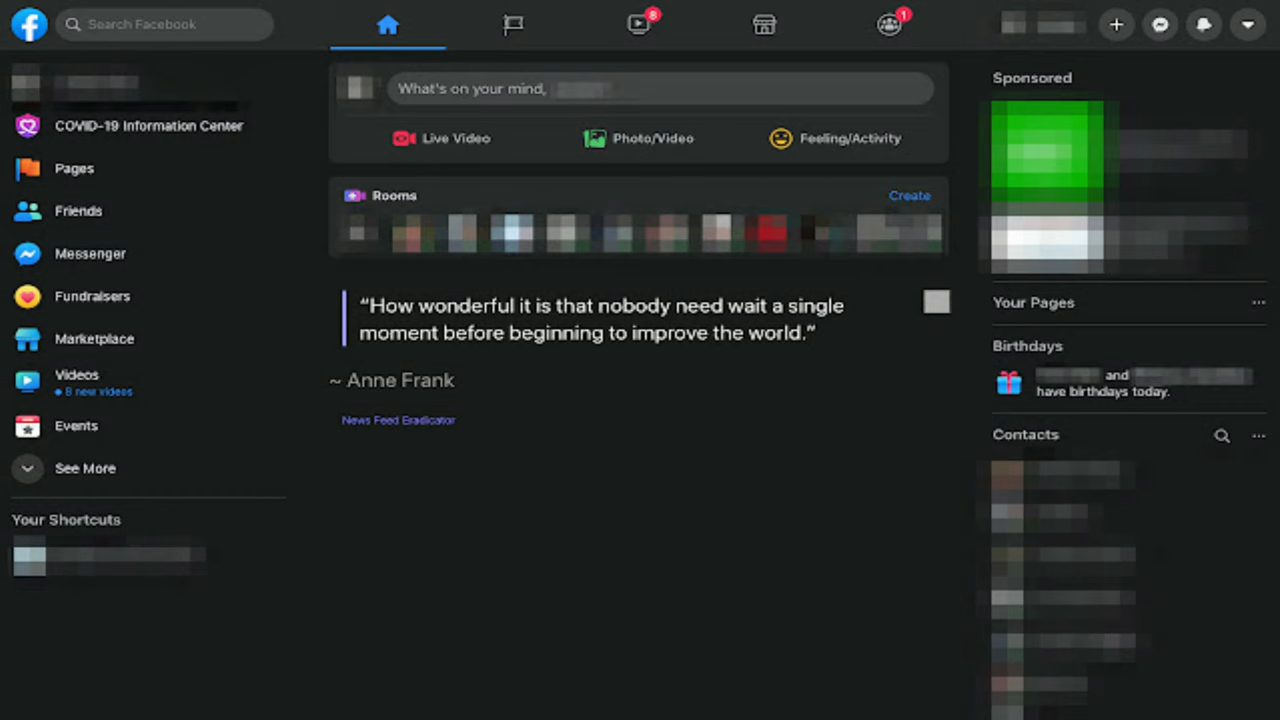 Search Facebook
8
1
COVID-19 Information Center
Pages
Friends
Messenger
Fundraisers
Marketplace
Videos
8 new videos
Events
See More
Your Shortcuts
What's on your mind,
Live Video
Photo/Video
Feeling/Activity
Rooms
Create
“How wonderful it is that nobody need wait a single
moment before beginning to improve the world.”
~ Anne Frank
News Feed Eradicator
Sponsored
Your Pages
Birthdays
and
have birthdays today.
Contacts